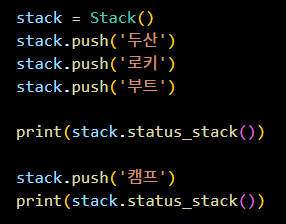 stack = Stack()
stack.push('두산')
stack.push('로키')
stack.push('부트')
print(stack.status_stack())
stack.push('캠프')
print(stack.status_stack())